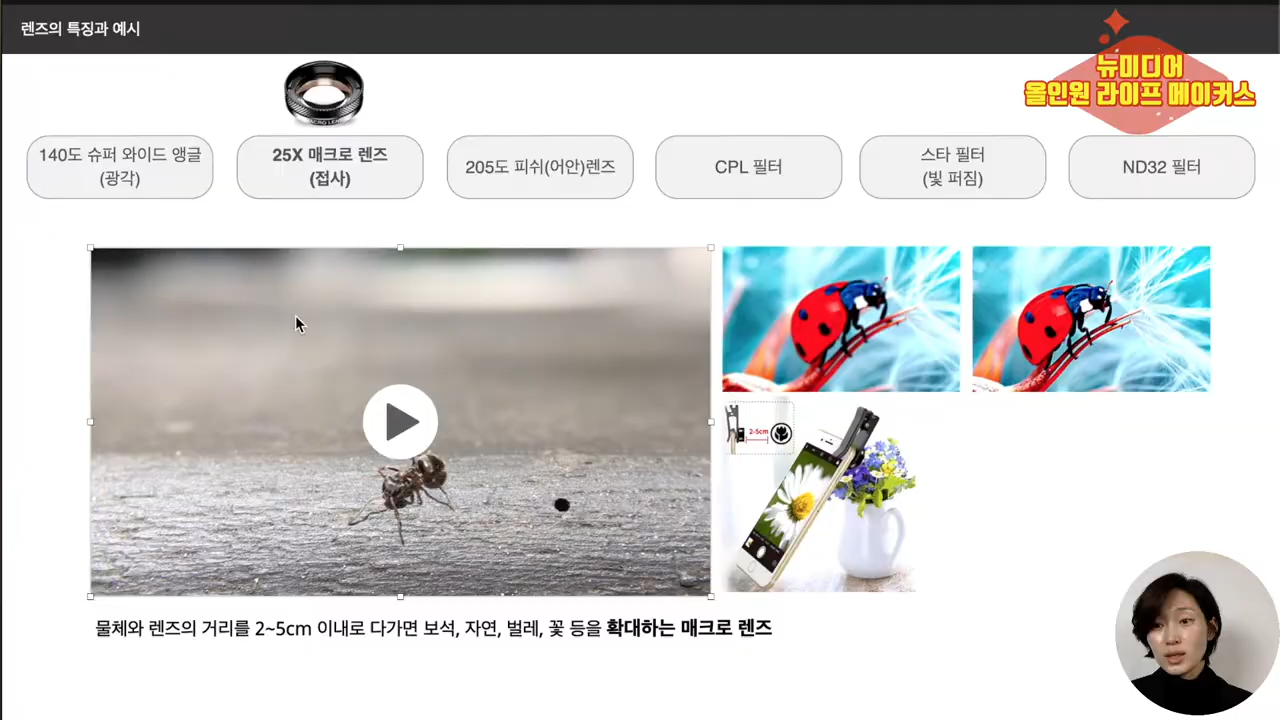 렌즈의 특징과 예시
뉴미디어
올인원 라이프 메이커스
140도 슈퍼 와이드 앵글
(광각)
25X 매크로 렌즈
(접사)
205도 피쉬(어안)렌즈
CPL 필터
스타 필터
(빛 퍼짐)
ND32 필터
2-5cm
물체와 렌즈의 거리를 2~5cm 이내로 다가면 보석, 자연, 벌레, 꽃 등을 확대하는 매크로 렌즈